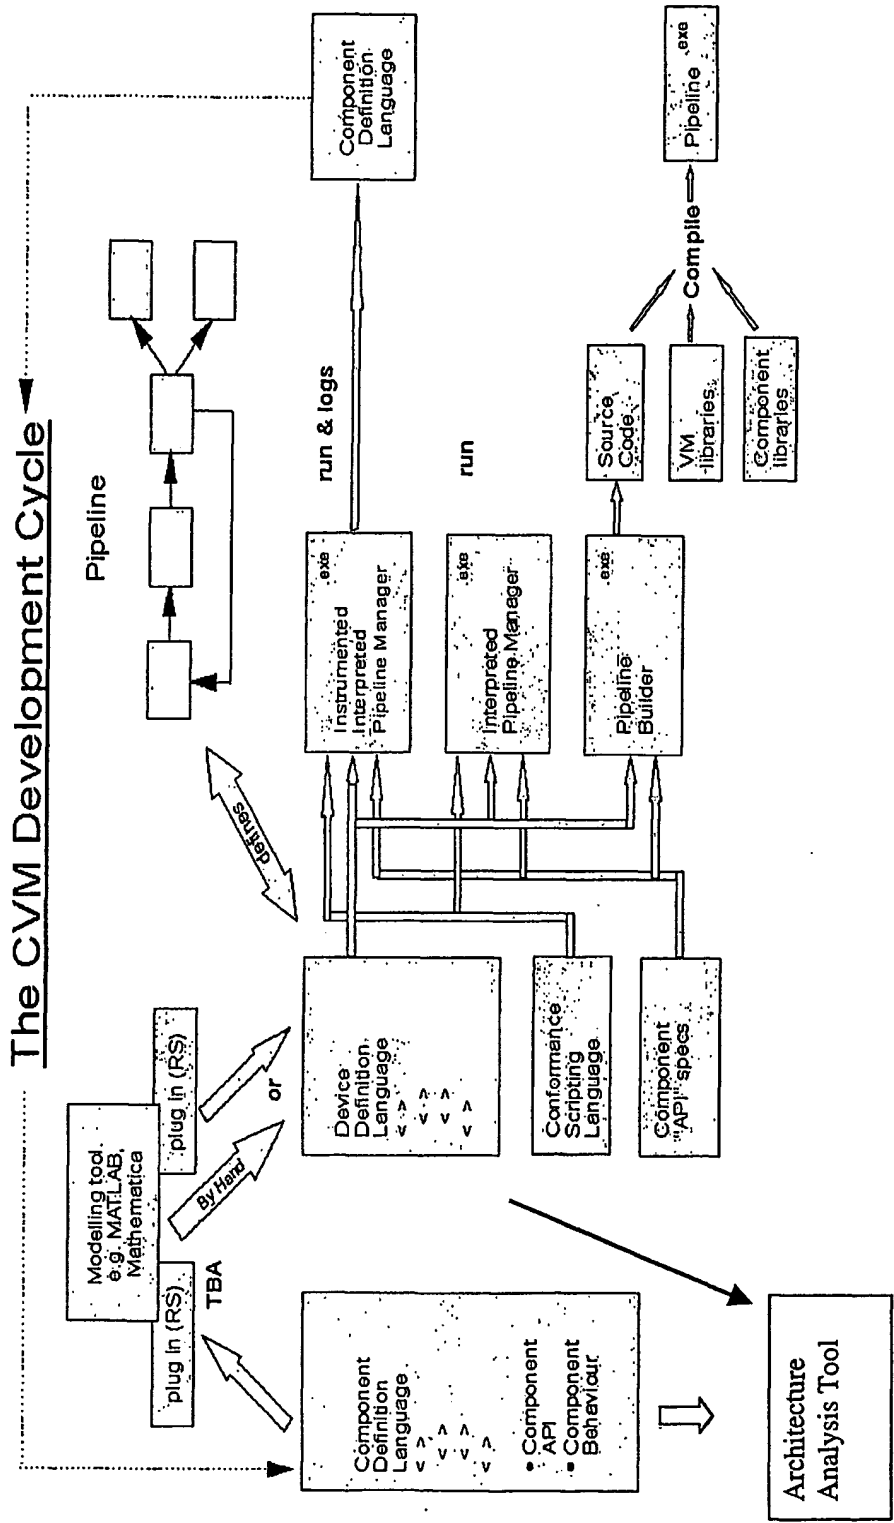 The CVM Development Cycle
Modelling tool
e.g. MATLAB,
Mathematica
plug in (RS)
plug in (RS)
TBA
By Hand
or
defines
Pipeline
Component
Definition
Language
< >
< >
< >
< >
• Component
API
• Component
Behaviour
Device
Definition
Language
< >
< >
< >
< >
Conformance
Scripting
Language
Component
"API" specs
Instrumented
Interpreted
Pipeline Manager
exe
Interpreted
Pipeline Manager
exe
Pipeline
Builder
exe
run & logs
run
Component
Definition
Language
Source
Code
VM
libraries
Component
libraries
Compile
Pipeline
exe
Architecture
Analysis Tool